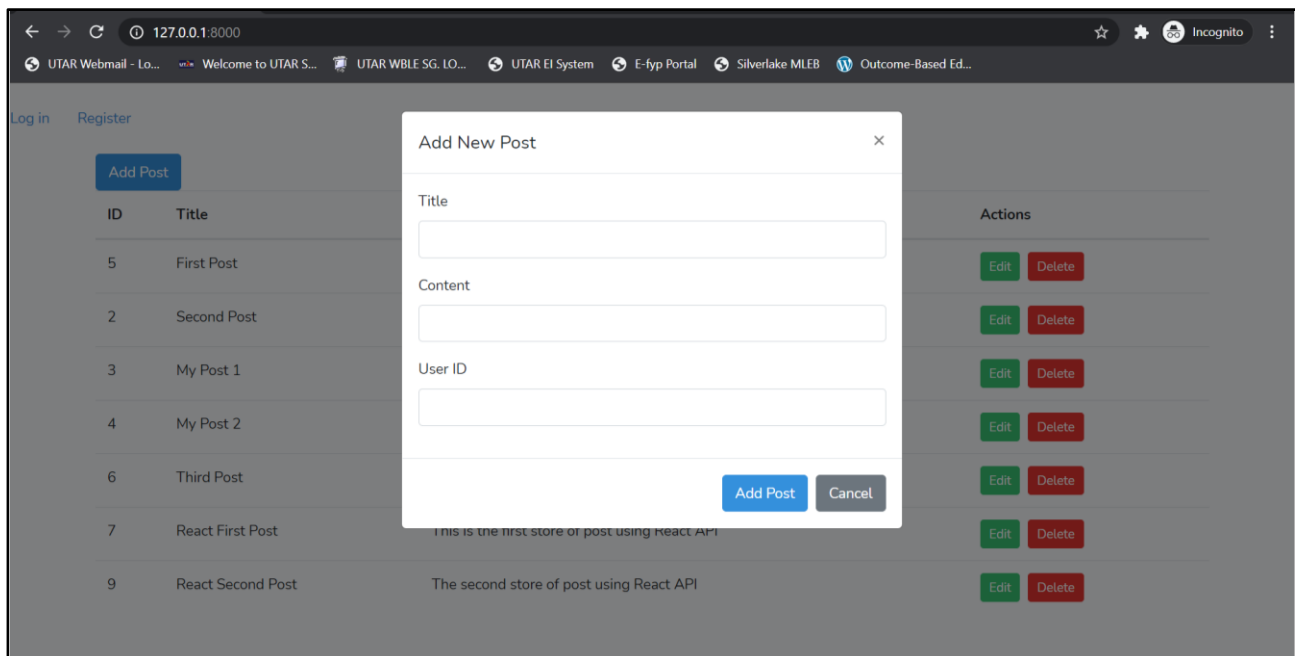 127.0.0.1:8000 Incognito
UTAR Webmail - Lo... Welcome to UTAR S... UTAR WBLE SG. LO... UTAR EI System E-fyp Portal Silverlake MLEB Outcome-Based Ed...
Log in Register
Add New Post ×
Add Post
Title
ID Title Actions
5 First Post Edit Delete
Content
2 Second Post Edit Delete
3 My Post 1 User ID Edit Delete
4 My Post 2 Edit Delete
6 Third Post Edit Delete
Add Post Cancel
7 React First Post This is the first store of post using React API Edit Delete
9 React Second Post The second store of post using React API Edit Delete